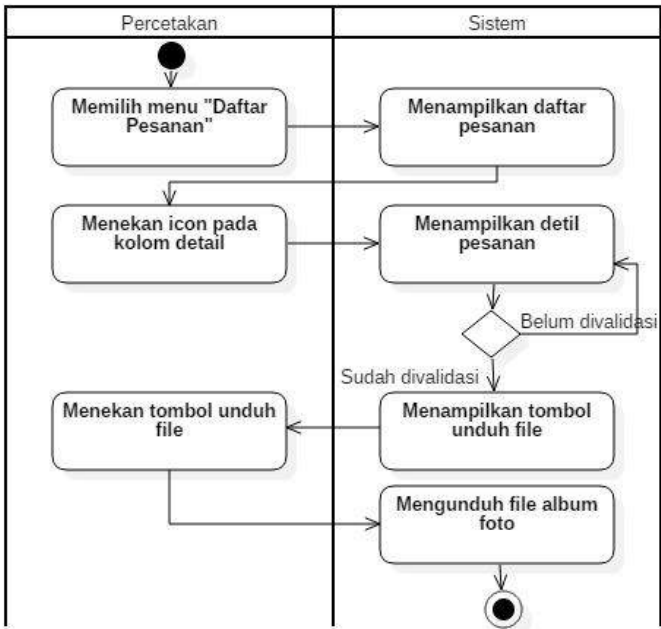 Percetakan
Sistem
Memilih menu "Daftar
Pesanan"
Menampilkan daftar
pesanan
Menekan icon pada
kolom detail
Menampilkan detil
pesanan
Belum divalidasi
Sudah divalidasi
Menekan tombol unduh
file
Menampilkan tombol
unduh file
Mengunduh file album
foto